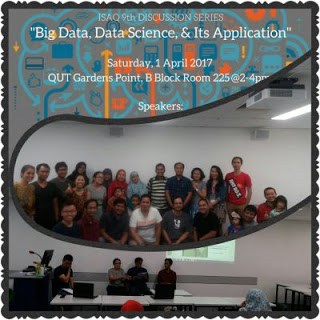 ISAQ 9th DISCUSSION SERIES
"Big Data, Data Science, & Its Application"
Saturday, 1 April 2017
QUT Gardens Point, B Block Room 225@2-4pm
Speakers: